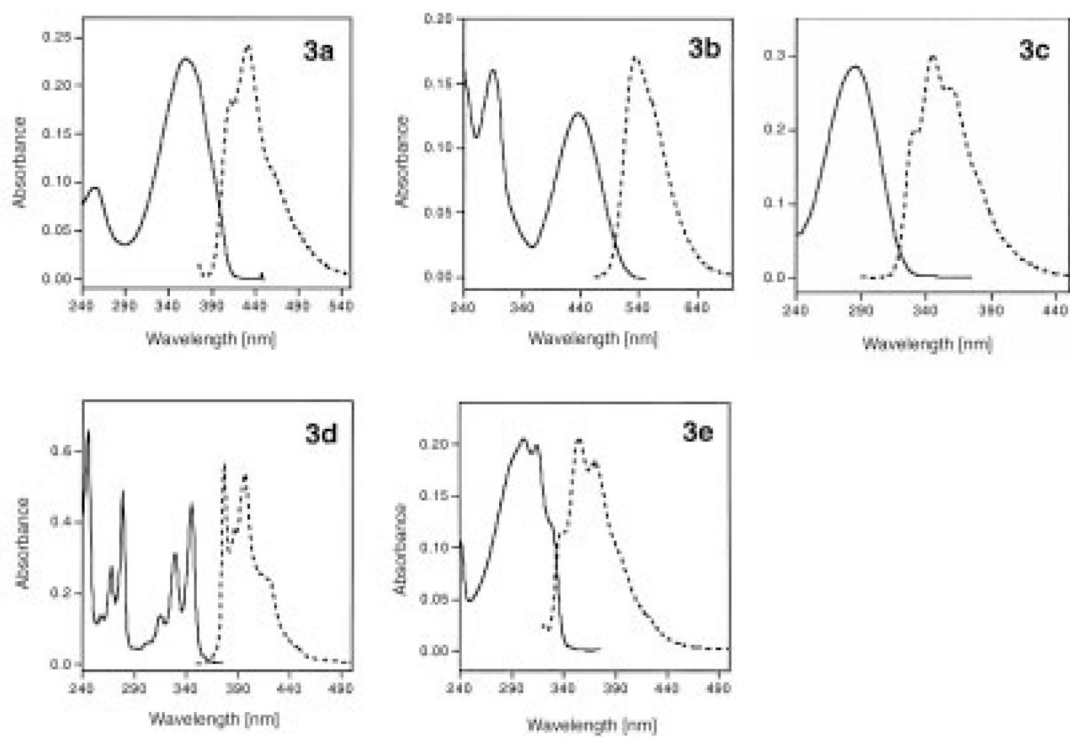 3a
0.25
0.20
0.15
0.10
0.05
0.00
Absorbance
240 290 340 390 440 490 540
Wavelength [nm]
3b
0.20
0.15
0.10
0.05
0.00
Absorbance
240 340 440 540 640
Wavelength [nm]
3c
0.3
0.2
0.1
0.0
Absorbance
240 290 340 390 440
Wavelength [nm]
3d
0.6
0.4
0.2
0.0
Absorbance
240 290 340 390 440 490
Wavelength [nm]
3e
0.20
0.15
0.10
0.05
0.00
Absorbance
240 290 340 390 440 490
Wavelength [nm]